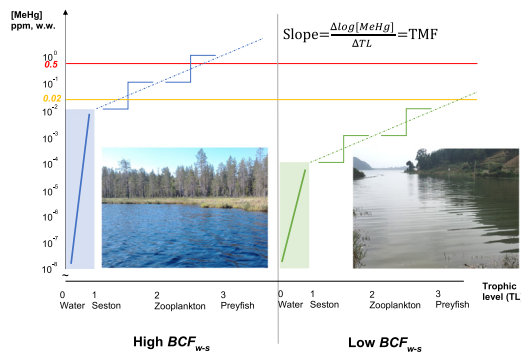 [MeHg]
ppm, w.w.
Slope=Δlog[MeHg]/ΔTL=TMF
10⁰
0.5
10⁻¹
0.02
10⁻²
10⁻³
10⁻⁴
10⁻⁵
10⁻⁶
10⁻⁷
10⁻⁸
~
0 1 2 3 0 1 2 3 Trophic
Water Seston Zooplankton Preyfish Water Seston Zooplankton Preyfish level (TL
High BCFw-s Low BCFw-s